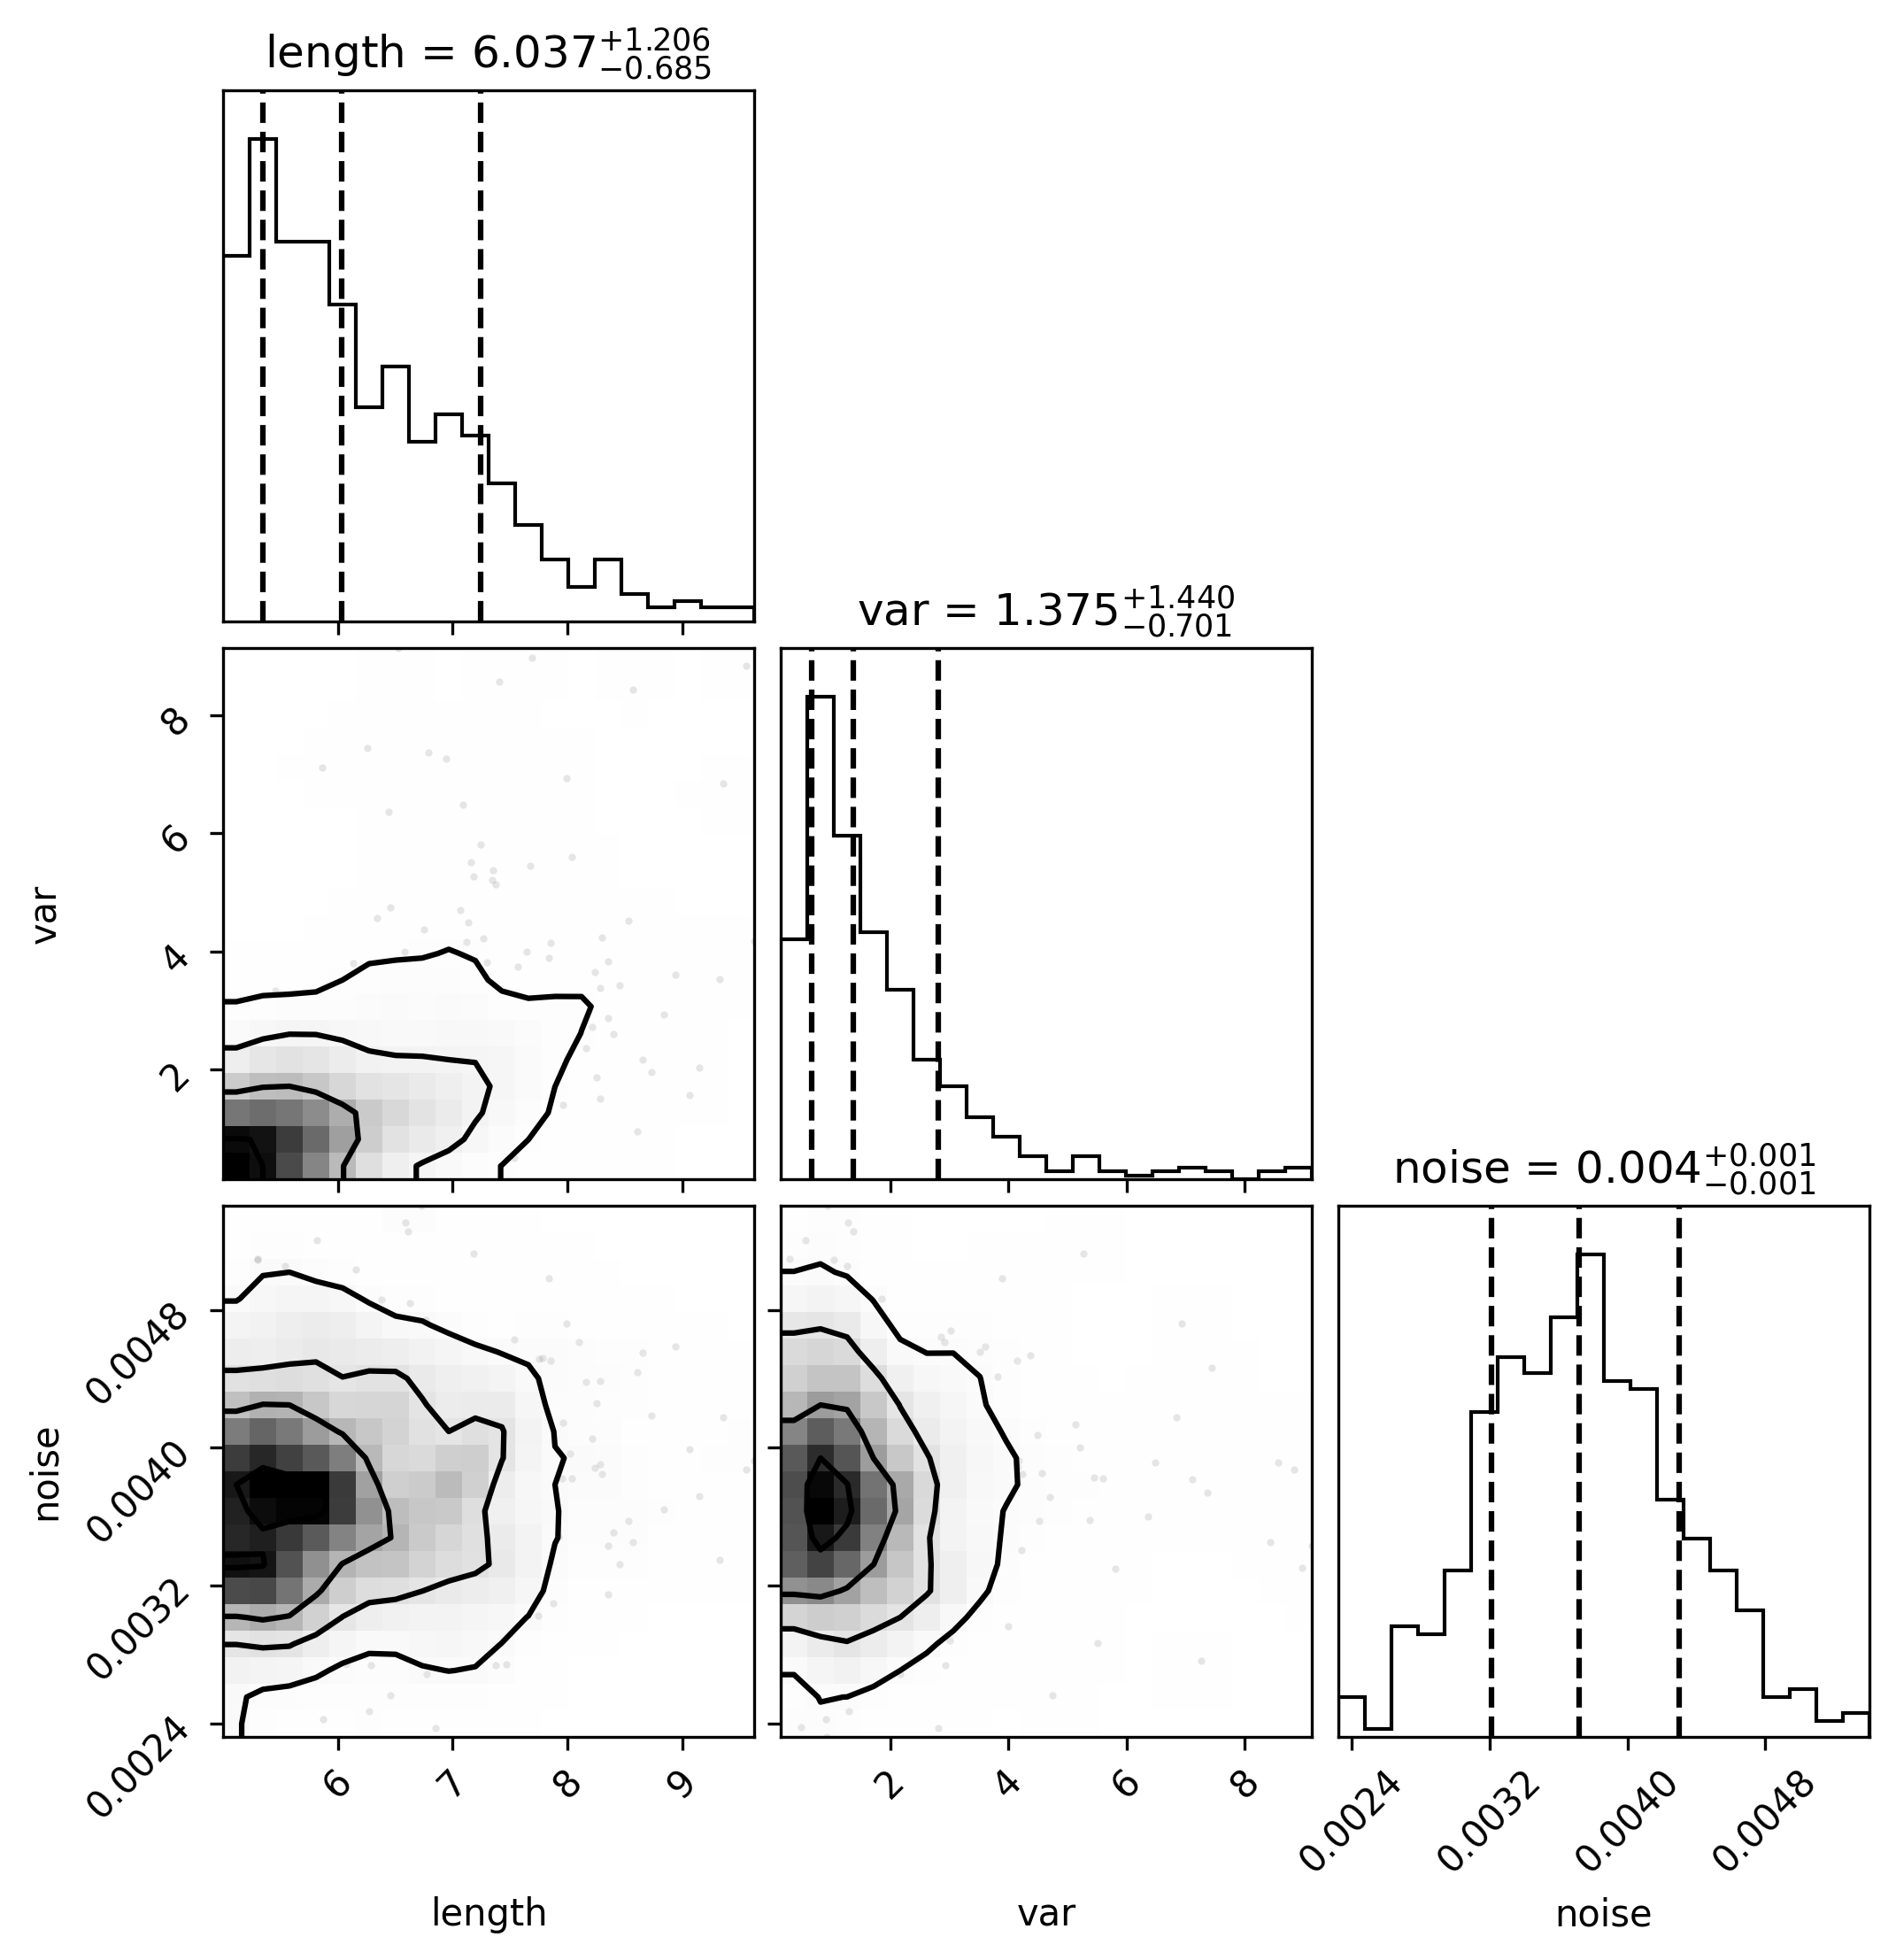 length = 6.037 +1.206 −0.685
var = 1.375 +1.440 −0.701
8
6
4
2
var
noise = 0.004 +0.001 −0.001
0.0048
0.0040
0.0032
0.0024
noise
6 7 8 9
2 4 6 8
0.0024 0.0032 0.0040 0.0048
length
var
noise